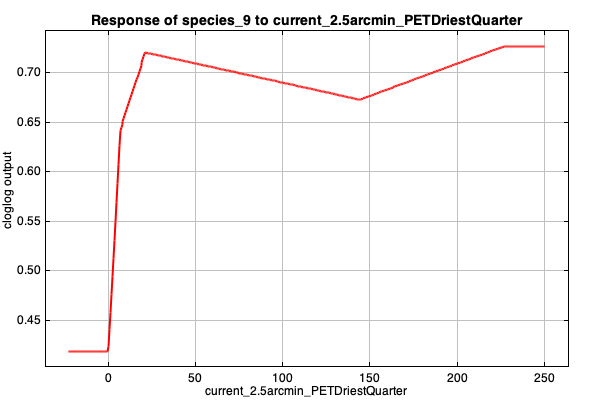 Response of species_9 to current_2.5arcmin_PETDriestQuarter
cloglog output
0.70
0.65
0.60
0.55
0.50
0.45
0 50 100 150 200 250
current_2.5arcmin_PETDriestQuarter